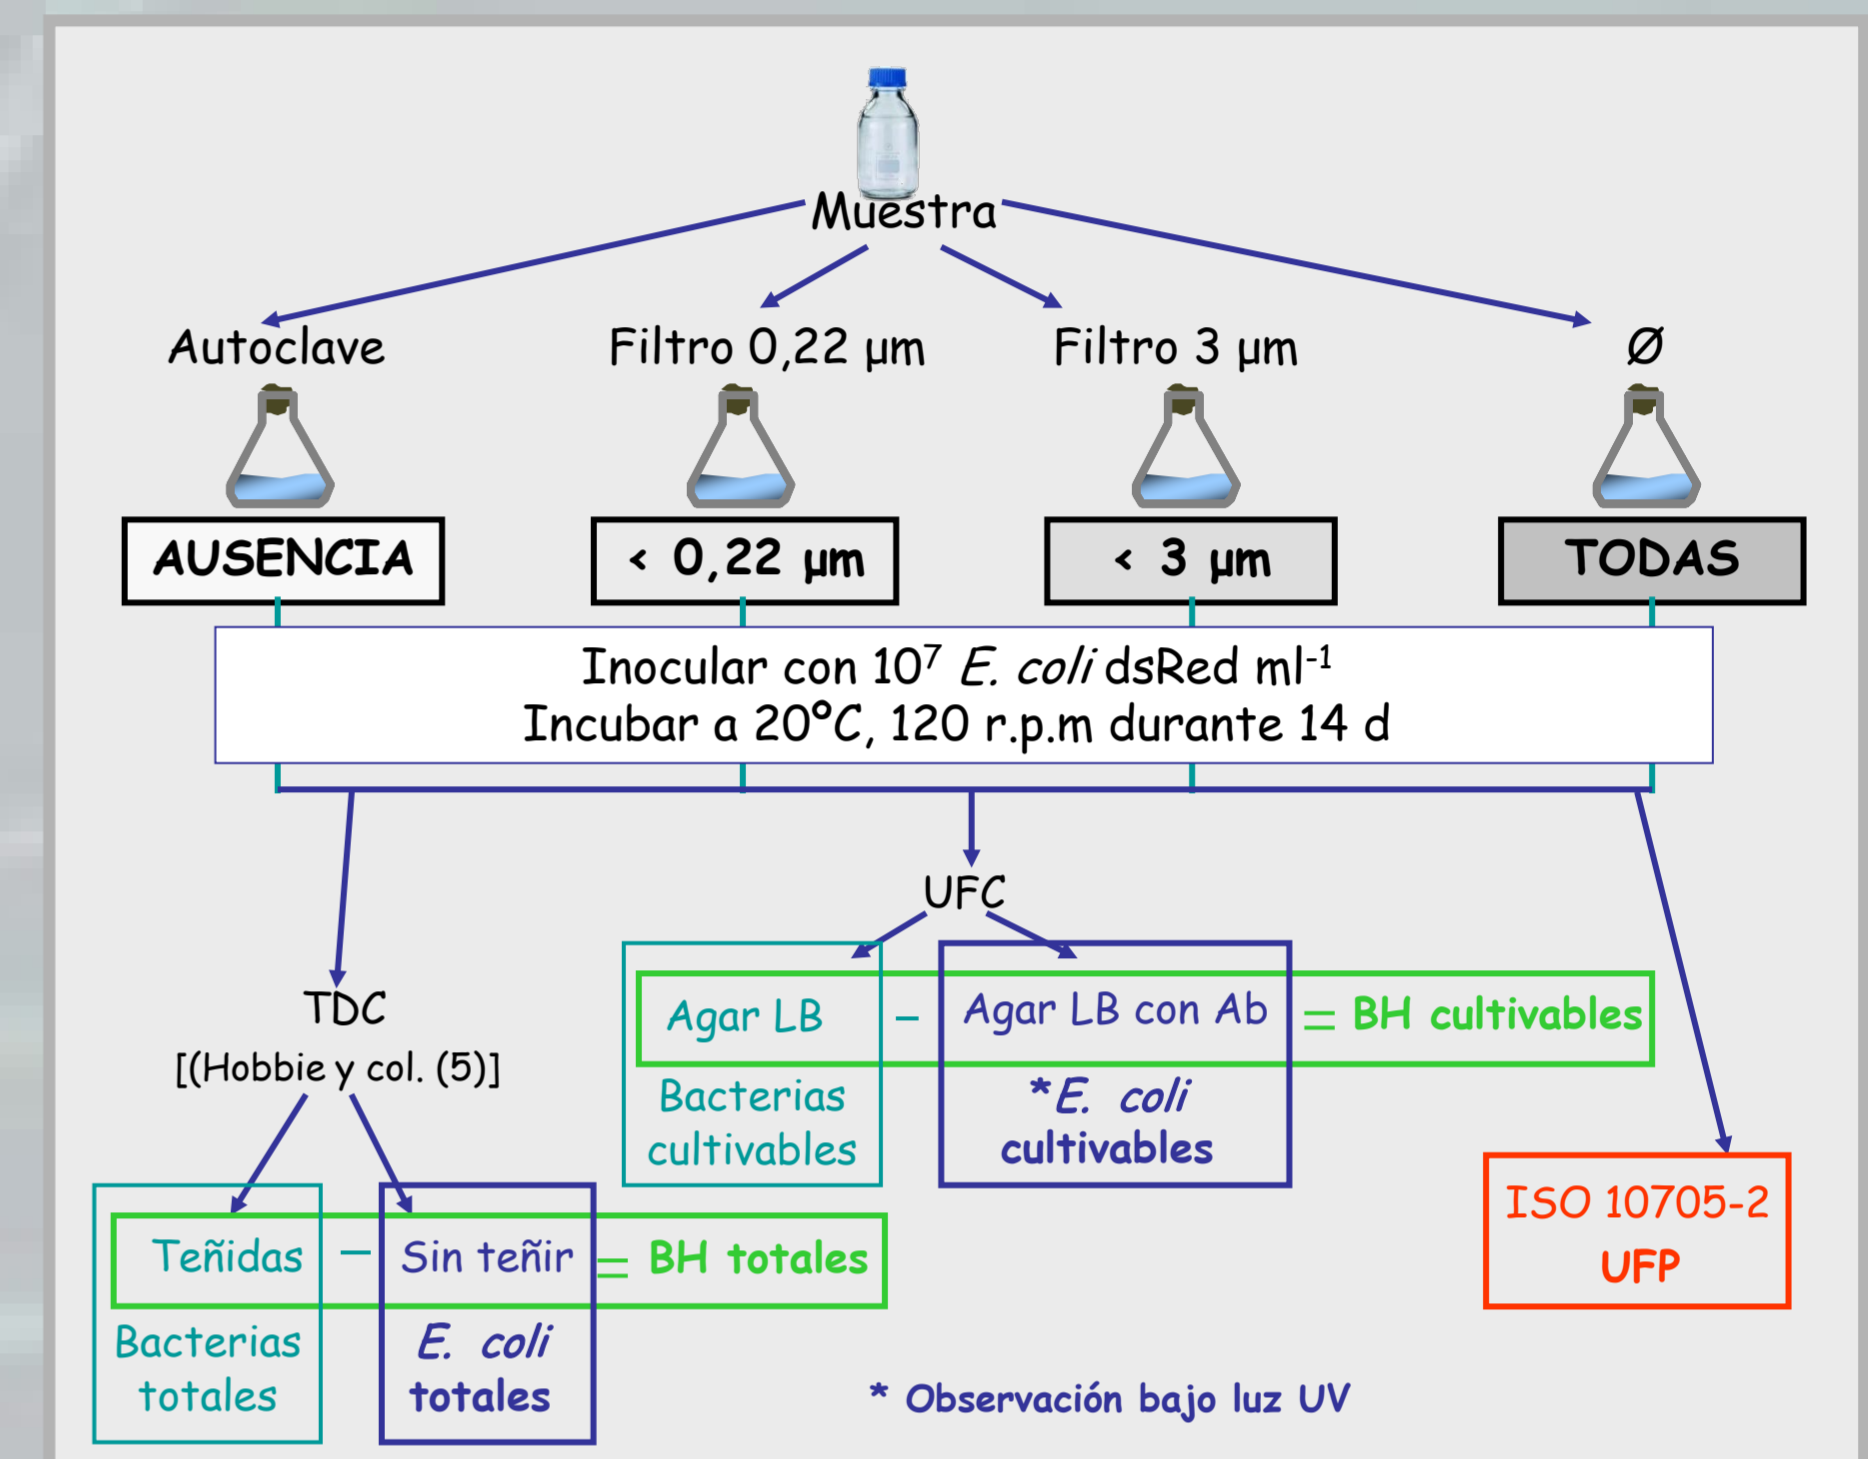 Muestra
Autoclave
Filtro 0,22 µm
Filtro 3 µm
Ø
AUSENCIA
< 0,22 µm
< 3 µm
TODAS
Inocular con 10⁷ E. coli dsRed ml⁻¹
Incubar a 20ºC, 120 r.p.m durante 14 d
UFC
Agar LB – Agar LB con Ab = BH cultivables
Bacterias
cultivables
*E. coli
cultivables
TDC
[(Hobbie y col. (5)]
Teñidas – Sin teñir = BH totales
Bacterias
totales
E. coli
totales
ISO 10705-2
UFP
* Observación bajo luz UV